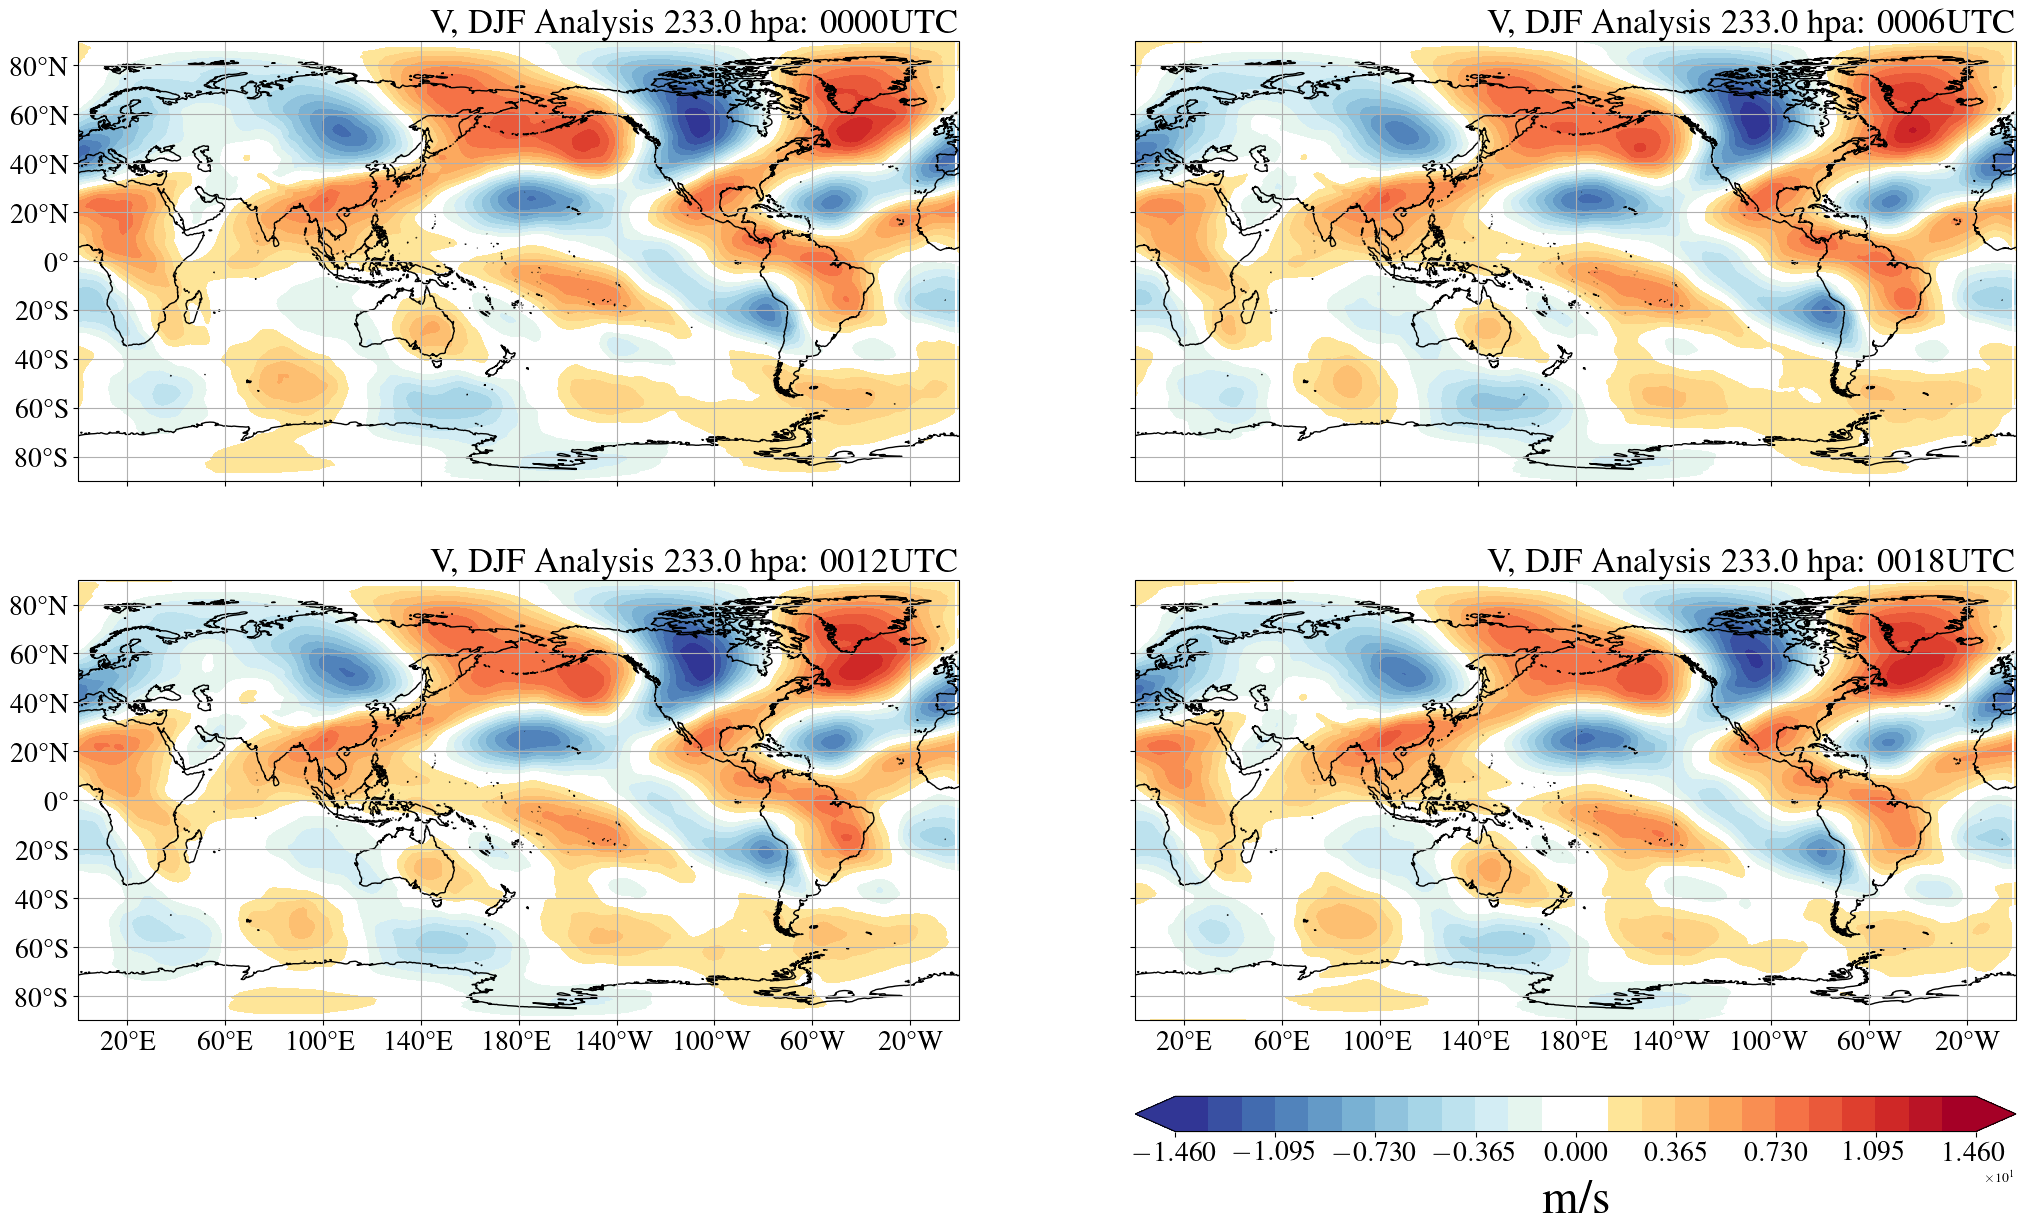 V, DJF Analysis 233.0 hpa: 0000UTC
V, DJF Analysis 233.0 hpa: 0006UTC
80°N
60°N
40°N
20°N
0°
20°S
40°S
60°S
80°S
V, DJF Analysis 233.0 hpa: 0012UTC
V, DJF Analysis 233.0 hpa: 0018UTC
80°N
60°N
40°N
20°N
0°
20°S
40°S
60°S
80°S
20°E 60°E 100°E 140°E 180°E 140°W 100°W 60°W 20°W
20°E 60°E 100°E 140°E 180°E 140°W 100°W 60°W 20°W
−1.460 −1.095 −0.730 −0.365 0.000 0.365 0.730 1.095 1.460
×10¹
m/s